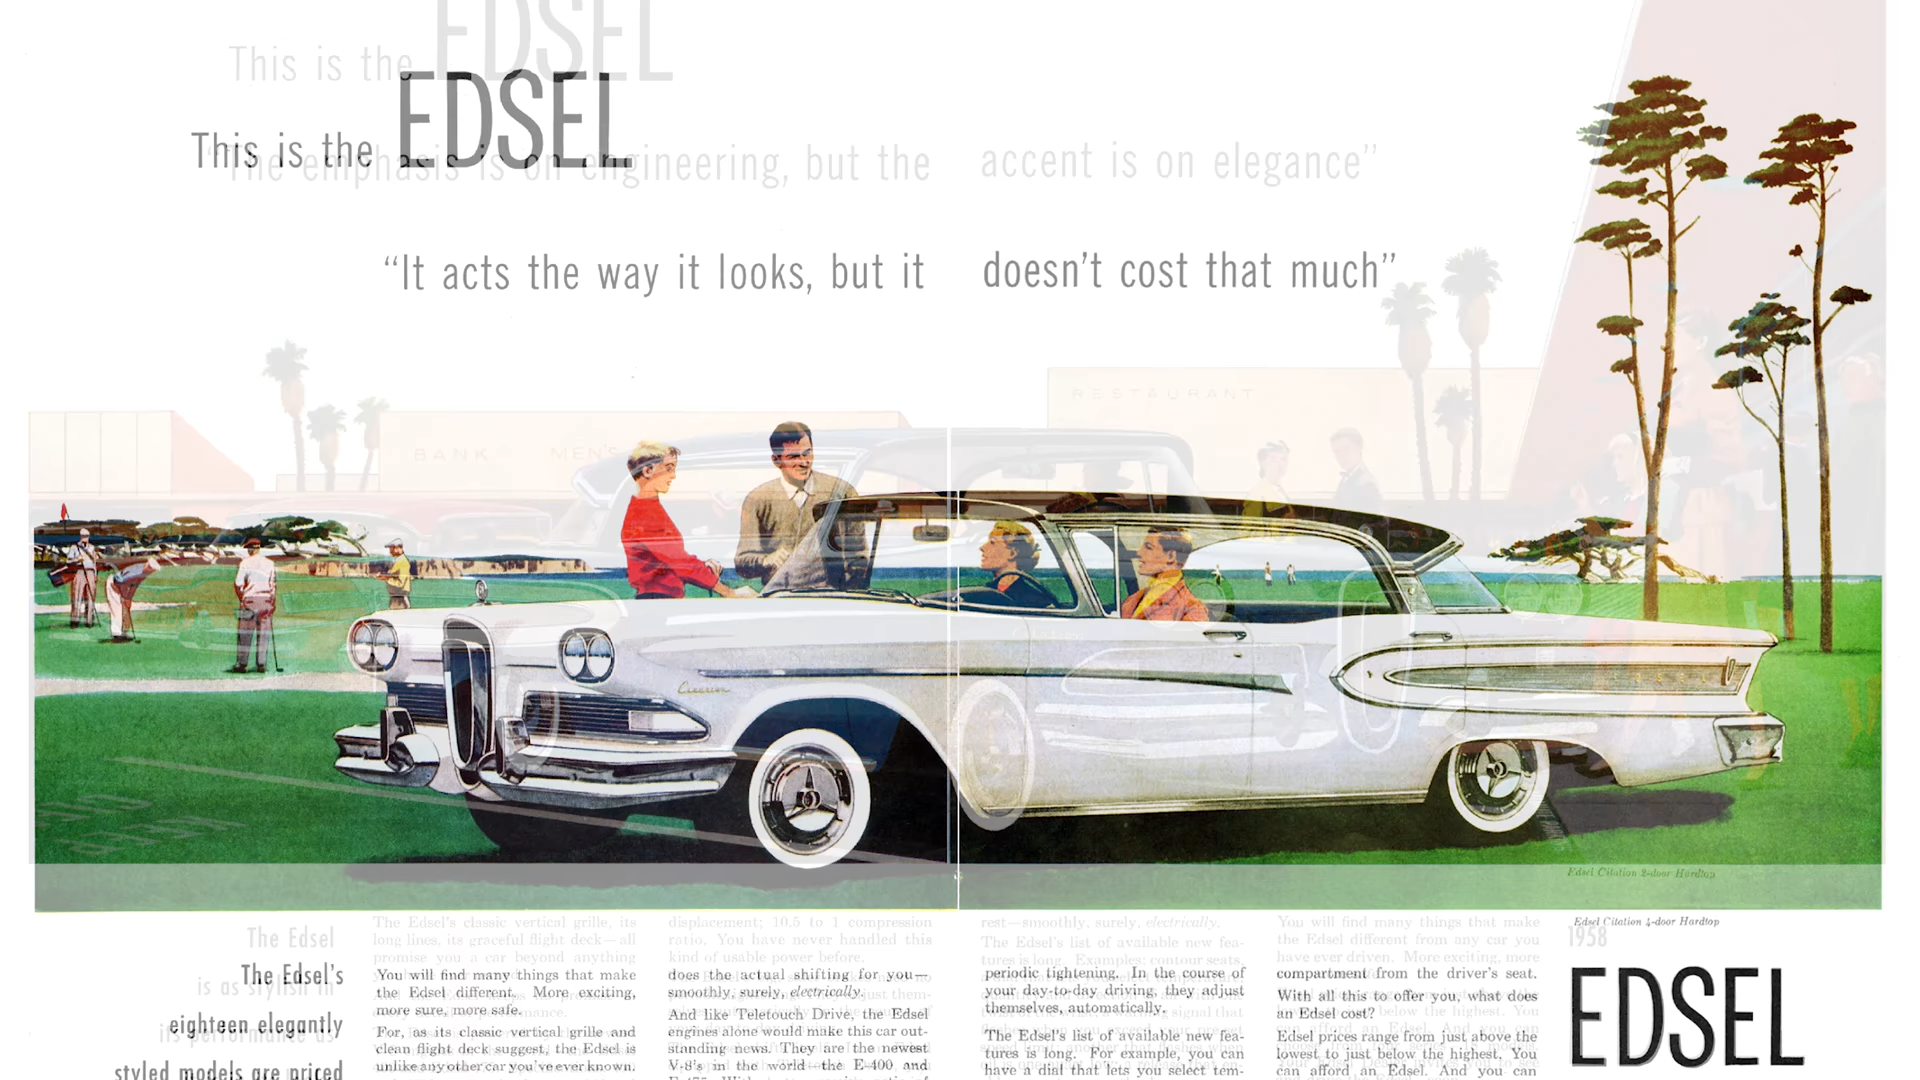 This is the EDSEL
This is the EDSEL
The emphasis is on engineering, but the accent is on elegance”
“It acts the way it looks, but it doesn’t cost that much”
RESTAURANT
BANK MEN'S
Citation
EDSEL
Edsel Citation 2-door Hardtop
Edsel Citation 4-door Hardtop
1958
EDSEL
The Edsel
is as stylish in
its performance as
The Edsel's
eighteen elegantly
styled models are priced
The Edsel's classic vertical grille, its
long lines, its graceful flight deck—all
promise you a car beyond anything
You will find many things that make
the Edsel different. More exciting,
more sure, more safe.
For, as its classic vertical grille and
clean flight deck suggest, the Edsel is
unlike any other car you've ever known.
displacement; 10.5 to 1 compression
ratio. You have never handled this
kind of usable power before.
does the actual shifting for you—
smoothly, surely, electrically.
And like Teletouch Drive, the Edsel
engines alone would make this car out-
standing news. They are the newest
V-8's in the world—the E-400 and
rest—smoothly, surely, electrically.
The Edsel's list of available new fea-
tures is long. Examples: contour seats,
periodic tightening. In the course of
your day-to-day driving, they adjust
themselves, automatically.
The Edsel's list of available new fea-
tures is long. For example, you can
have a dial that lets you select tem-
You will find many things that make
the Edsel different from any car you
have ever driven. More exciting, more
compartment from the driver's seat.
With all this to offer you, what does
an Edsel cost?
Edsel prices range from just above the
lowest to just below the highest. You
can afford an Edsel. And you can